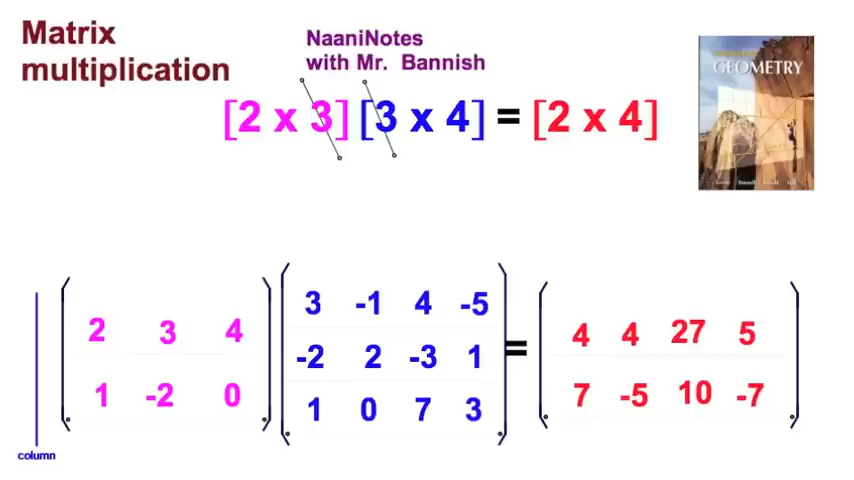 Matrix
multiplication
NaaniNotes
with Mr. Bannish
GEOMETRY
[2 x 3] [3 x 4] = [2 x 4]
2 3 4
1 -2 0
3 -1 4 -5
-2 2 -3 1
1 0 7 3
=
4 4 27 5
7 -5 10 -7
column